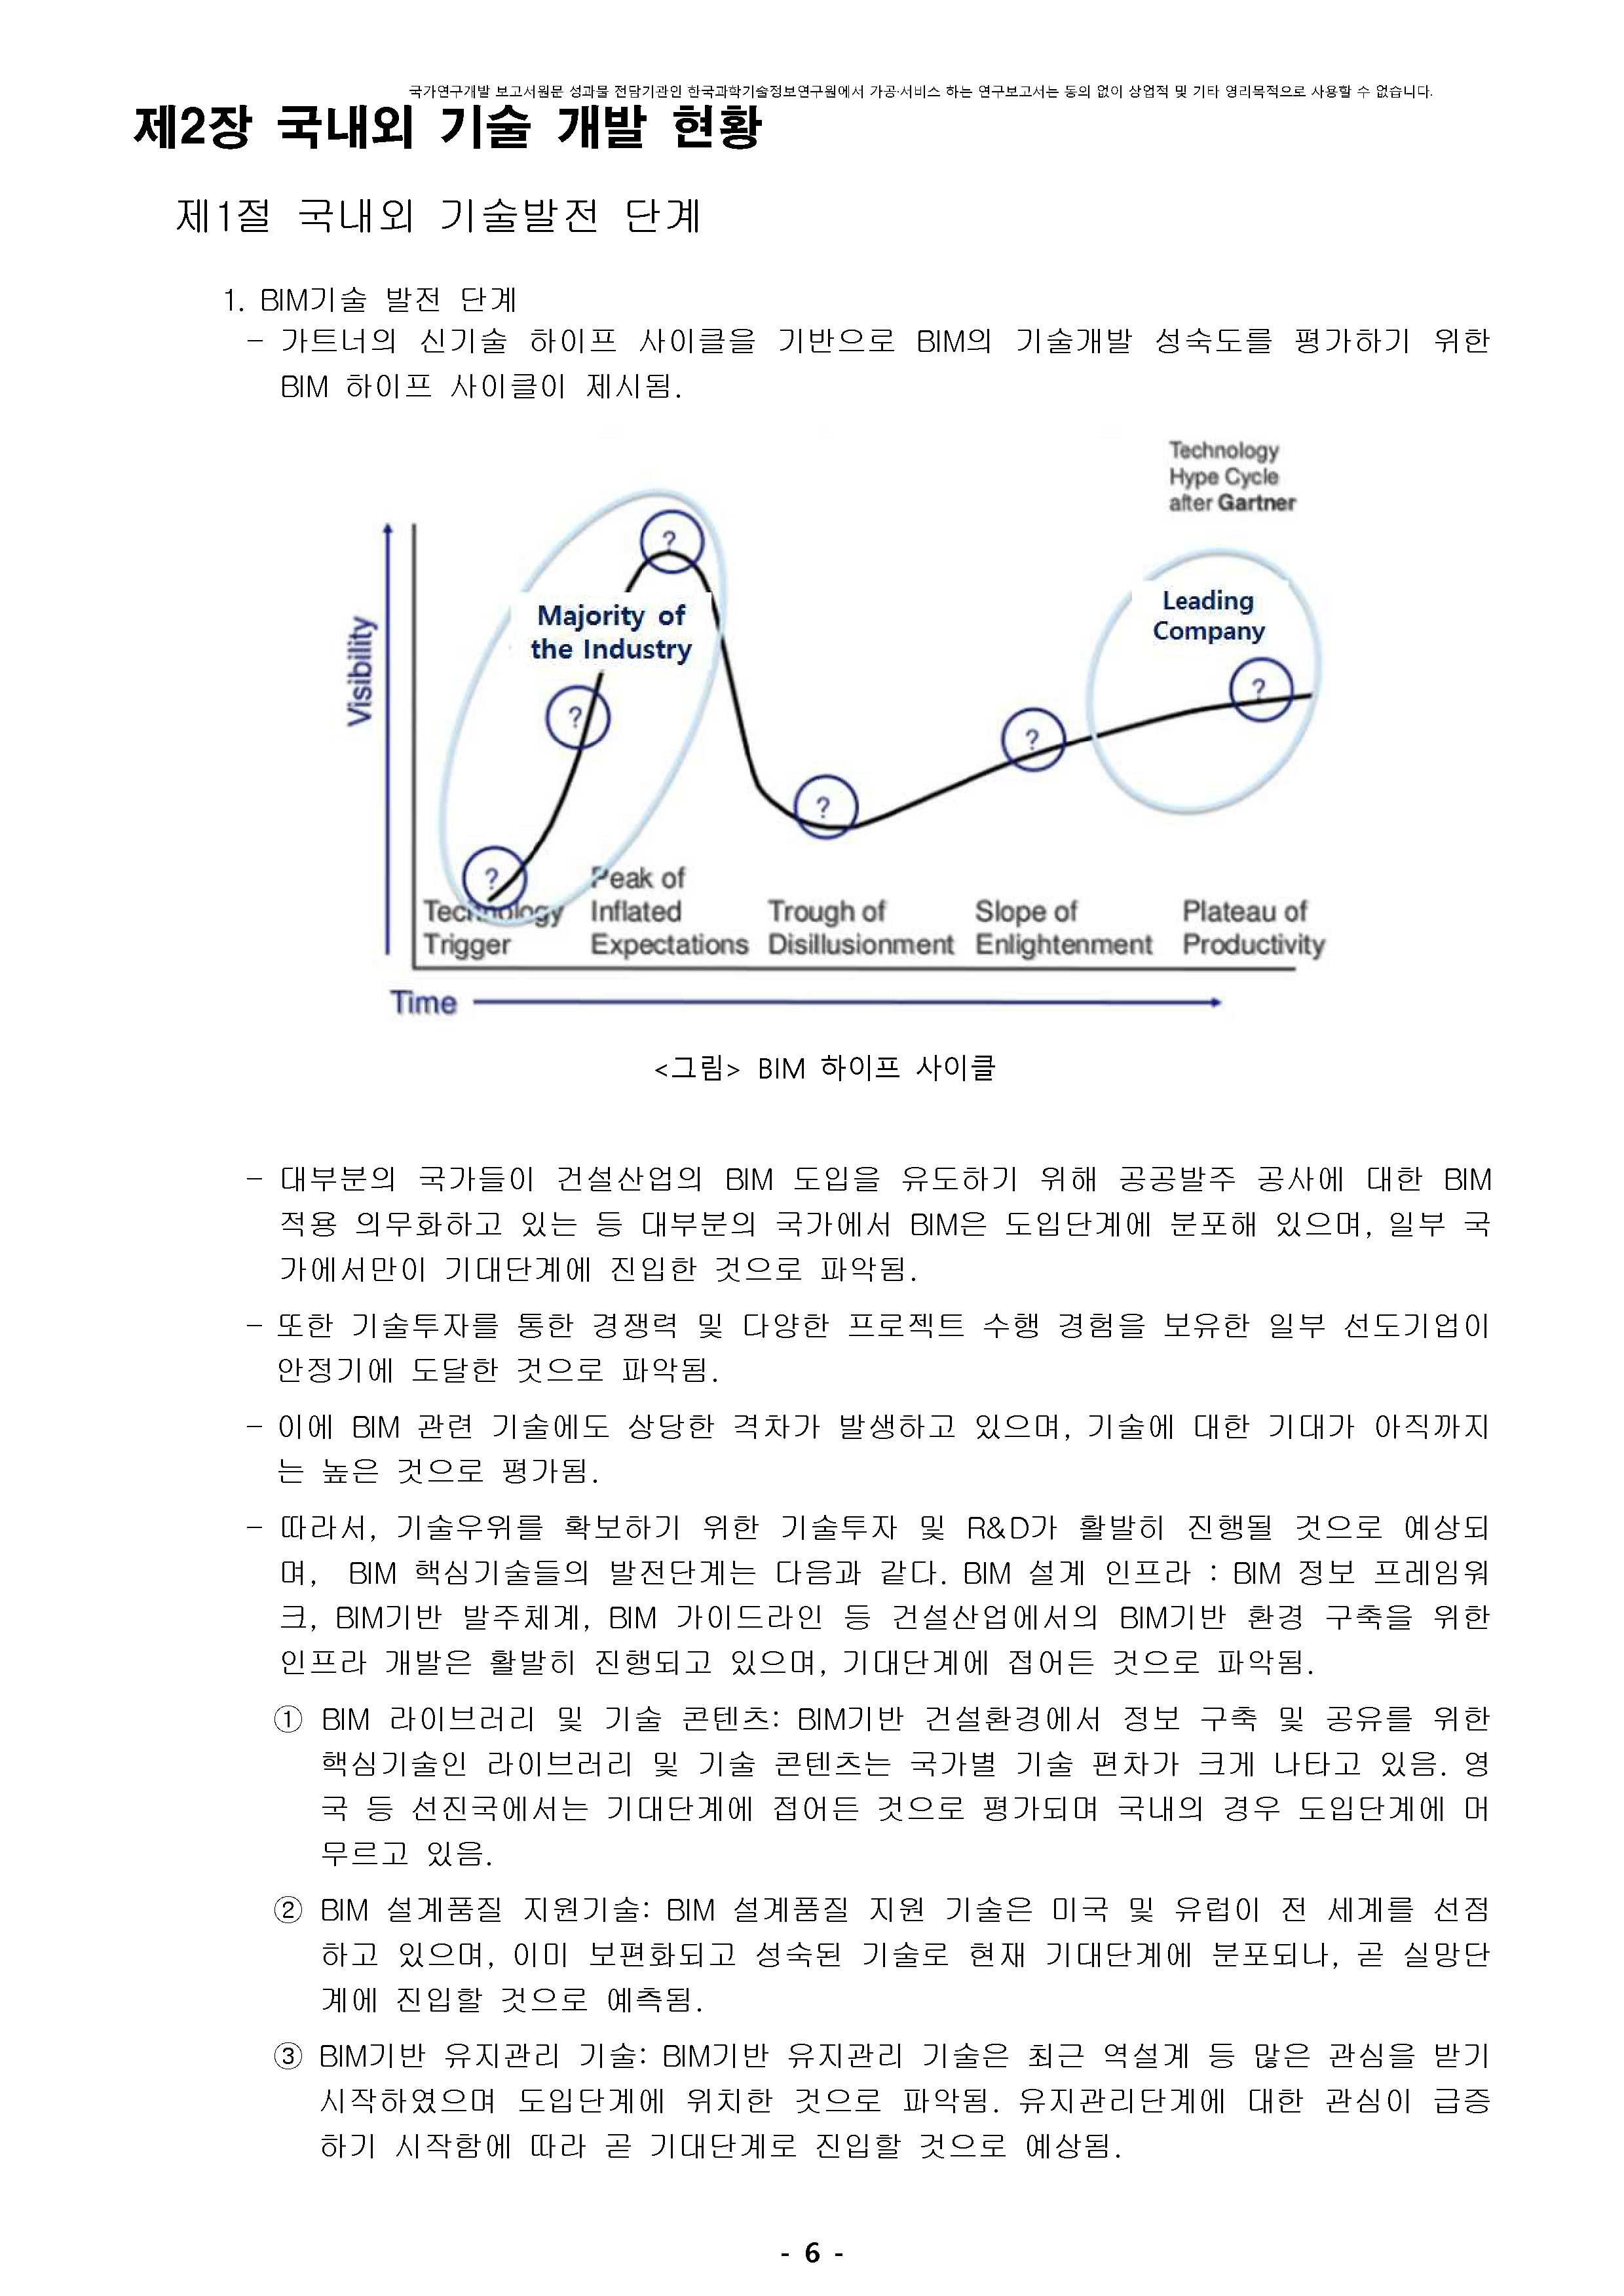 국가연구개발 보고서원문 성과물 전담기관인 한국과학기술정보연구원에서 가공·서비스 하는 연구보고서는 동의 없이 상업적 및 기타 영리목적으로 사용할 수 없습니다.
제2장 국내외 기술 개발 현황
제1절 국내외 기술발전 단계
1. BIM기술 발전 단계
- 가트너의 신기술 하이프 사이클을 기반으로 BIM의 기술개발 성숙도를 평가하기 위한
BIM 하이프 사이클이 제시됨.
Technology
Hype Cycle
after Gartner
Visibility
?
Majority of
the Industry
?
?
Leading
Company
?
?
?
Technology
Trigger
Peak of
Inflated
Expectations
Trough of
Disillusionment
Slope of
Enlightenment
Plateau of
Productivity
Time
<그림> BIM 하이프 사이클
- 대부분의 국가들이 건설산업의 BIM 도입을 유도하기 위해 공공발주 공사에 대한 BIM
적용 의무화하고 있는 등 대부분의 국가에서 BIM은 도입단계에 분포해 있으며, 일부 국
가에서만이 기대단계에 진입한 것으로 파악됨.
- 또한 기술투자를 통한 경쟁력 및 다양한 프로젝트 수행 경험을 보유한 일부 선도기업이
안정기에 도달한 것으로 파악됨.
- 이에 BIM 관련 기술에도 상당한 격차가 발생하고 있으며, 기술에 대한 기대가 아직까지
는 높은 것으로 평가됨.
- 따라서, 기술우위를 확보하기 위한 기술투자 및 R&D가 활발히 진행될 것으로 예상되
며, BIM 핵심기술들의 발전단계는 다음과 같다. BIM 설계 인프라 : BIM 정보 프레임워
크, BIM기반 발주체계, BIM 가이드라인 등 건설산업에서의 BIM기반 환경 구축을 위한
인프라 개발은 활발히 진행되고 있으며, 기대단계에 접어든 것으로 파악됨.
① BIM 라이브러리 및 기술 콘텐츠: BIM기반 건설환경에서 정보 구축 및 공유를 위한
핵심기술인 라이브러리 및 기술 콘텐츠는 국가별 기술 편차가 크게 나타고 있음. 영
국 등 선진국에서는 기대단계에 접어든 것으로 평가되며 국내의 경우 도입단계에 머
무르고 있음.
② BIM 설계품질 지원기술: BIM 설계품질 지원 기술은 미국 및 유럽이 전 세계를 선점
하고 있으며, 이미 보편화되고 성숙된 기술로 현재 기대단계에 분포되나, 곧 실망단
계에 진입할 것으로 예측됨.
③ BIM기반 유지관리 기술: BIM기반 유지관리 기술은 최근 역설계 등 많은 관심을 받기
시작하였으며 도입단계에 위치한 것으로 파악됨. 유지관리단계에 대한 관심이 급증
하기 시작함에 따라 곧 기대단계로 진입할 것으로 예상됨.
- 6 -